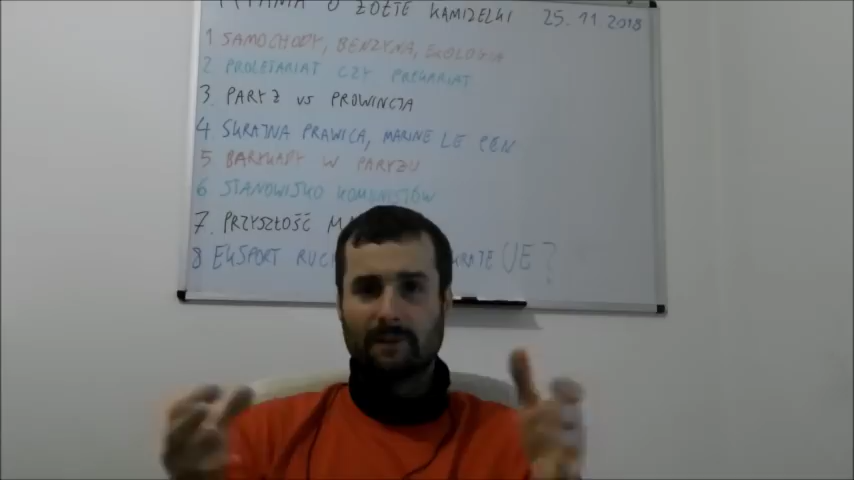 PYTANIA O ŻÓŁTE KAMIZELKI 25.11.2018
1 SAMOCHODY, BENZYNA, EKOLOGIA
2 PROLETARIAT CZY PREKARIAT
3. PARYŻ vs PROWINCJA
4 SKRAJNA PRAWICA, MARINE LE PEN
5 BARYKADY W PARYŻU
6 STANOWISKO KOMUNISTÓW
7. PRZYSZŁOŚĆ
8 EKSPORT UE?